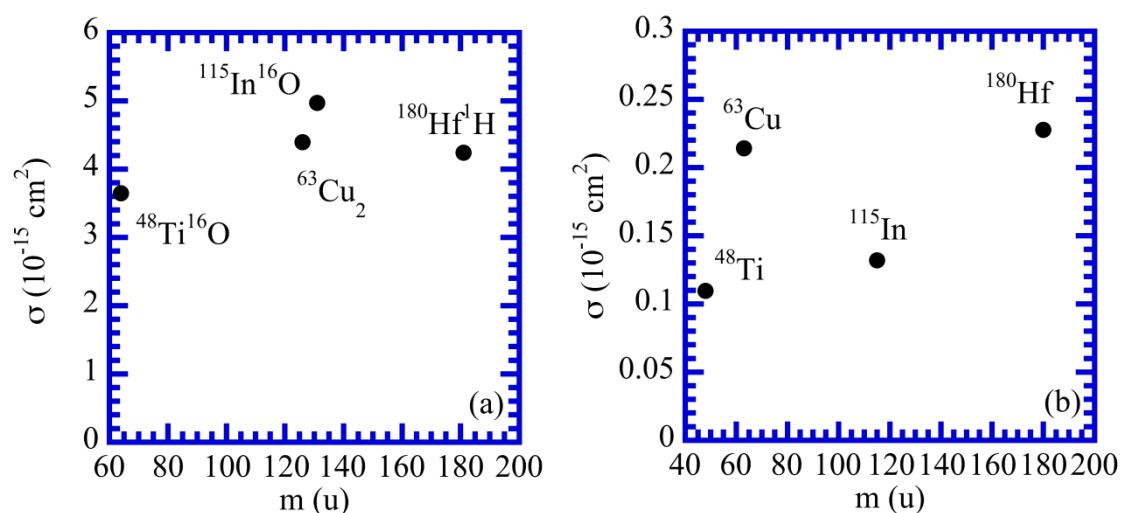 6
5
4
3
2
1
0
σ (10⁻¹⁵ cm²)
¹¹⁵In¹⁶O
¹⁸⁰Hf¹H
⁶³Cu₂
⁴⁸Ti¹⁶O
(a)
60 80 100 120 140 160 180 200
m (u)
0.3
0.25
0.2
0.15
0.1
0.05
0
σ (10⁻¹⁵ cm²)
¹⁸⁰Hf
⁶³Cu
¹¹⁵In
⁴⁸Ti
(b)
40 60 80 100 120 140 160 180 200
m (u)